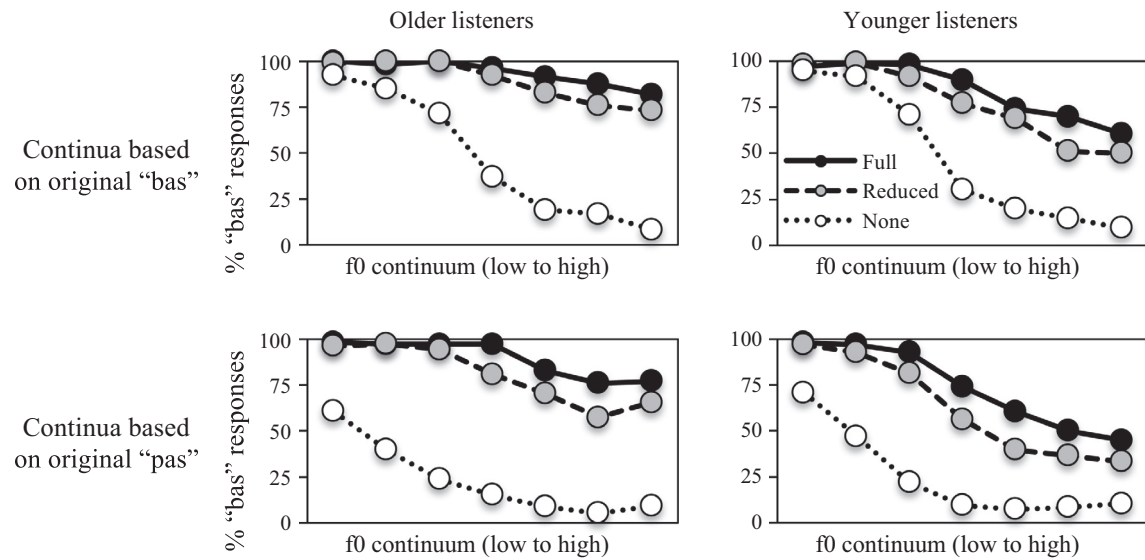 Older listeners
Younger listeners
Continua based
on original “bas”
% “bas” responses
100
75
50
25
0
f0 continuum (low to high)
100
75
50
25
0
Full
Reduced
None
f0 continuum (low to high)
Continua based
on original “pas”
% “bas” responses
100
75
50
25
0
f0 continuum (low to high)
100
75
50
25
0
f0 continuum (low to high)